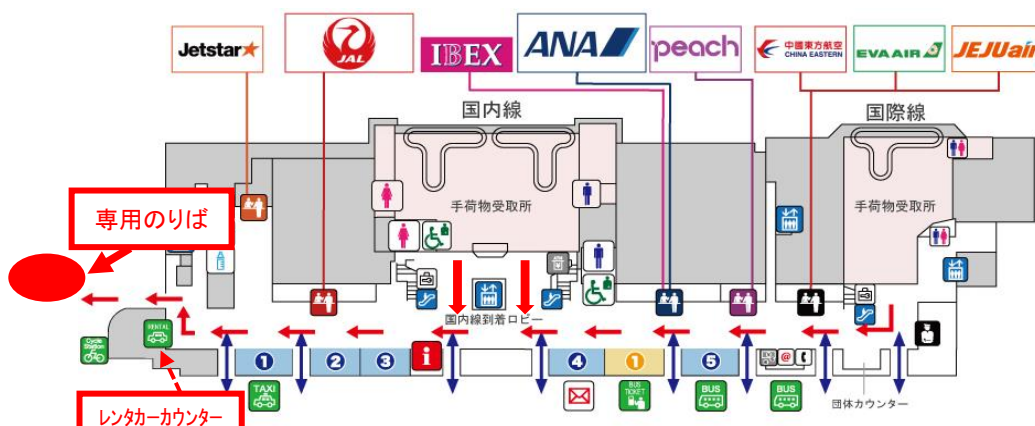 Jetstar
JAL
IBEX
ANA
peach
中國東方航空
CHINA EASTERN
EVA AIR
JEJUair
国内線
国際線
手荷物受取所
手荷物受取所
専用のりば
国内線到着ロビー
Cycle
Station
RENTAL
1
2
3
i
4
1
5
@
TAXI
BUS
TICKET
BUS
BUS
団体カウンター
レンタカーカウンター